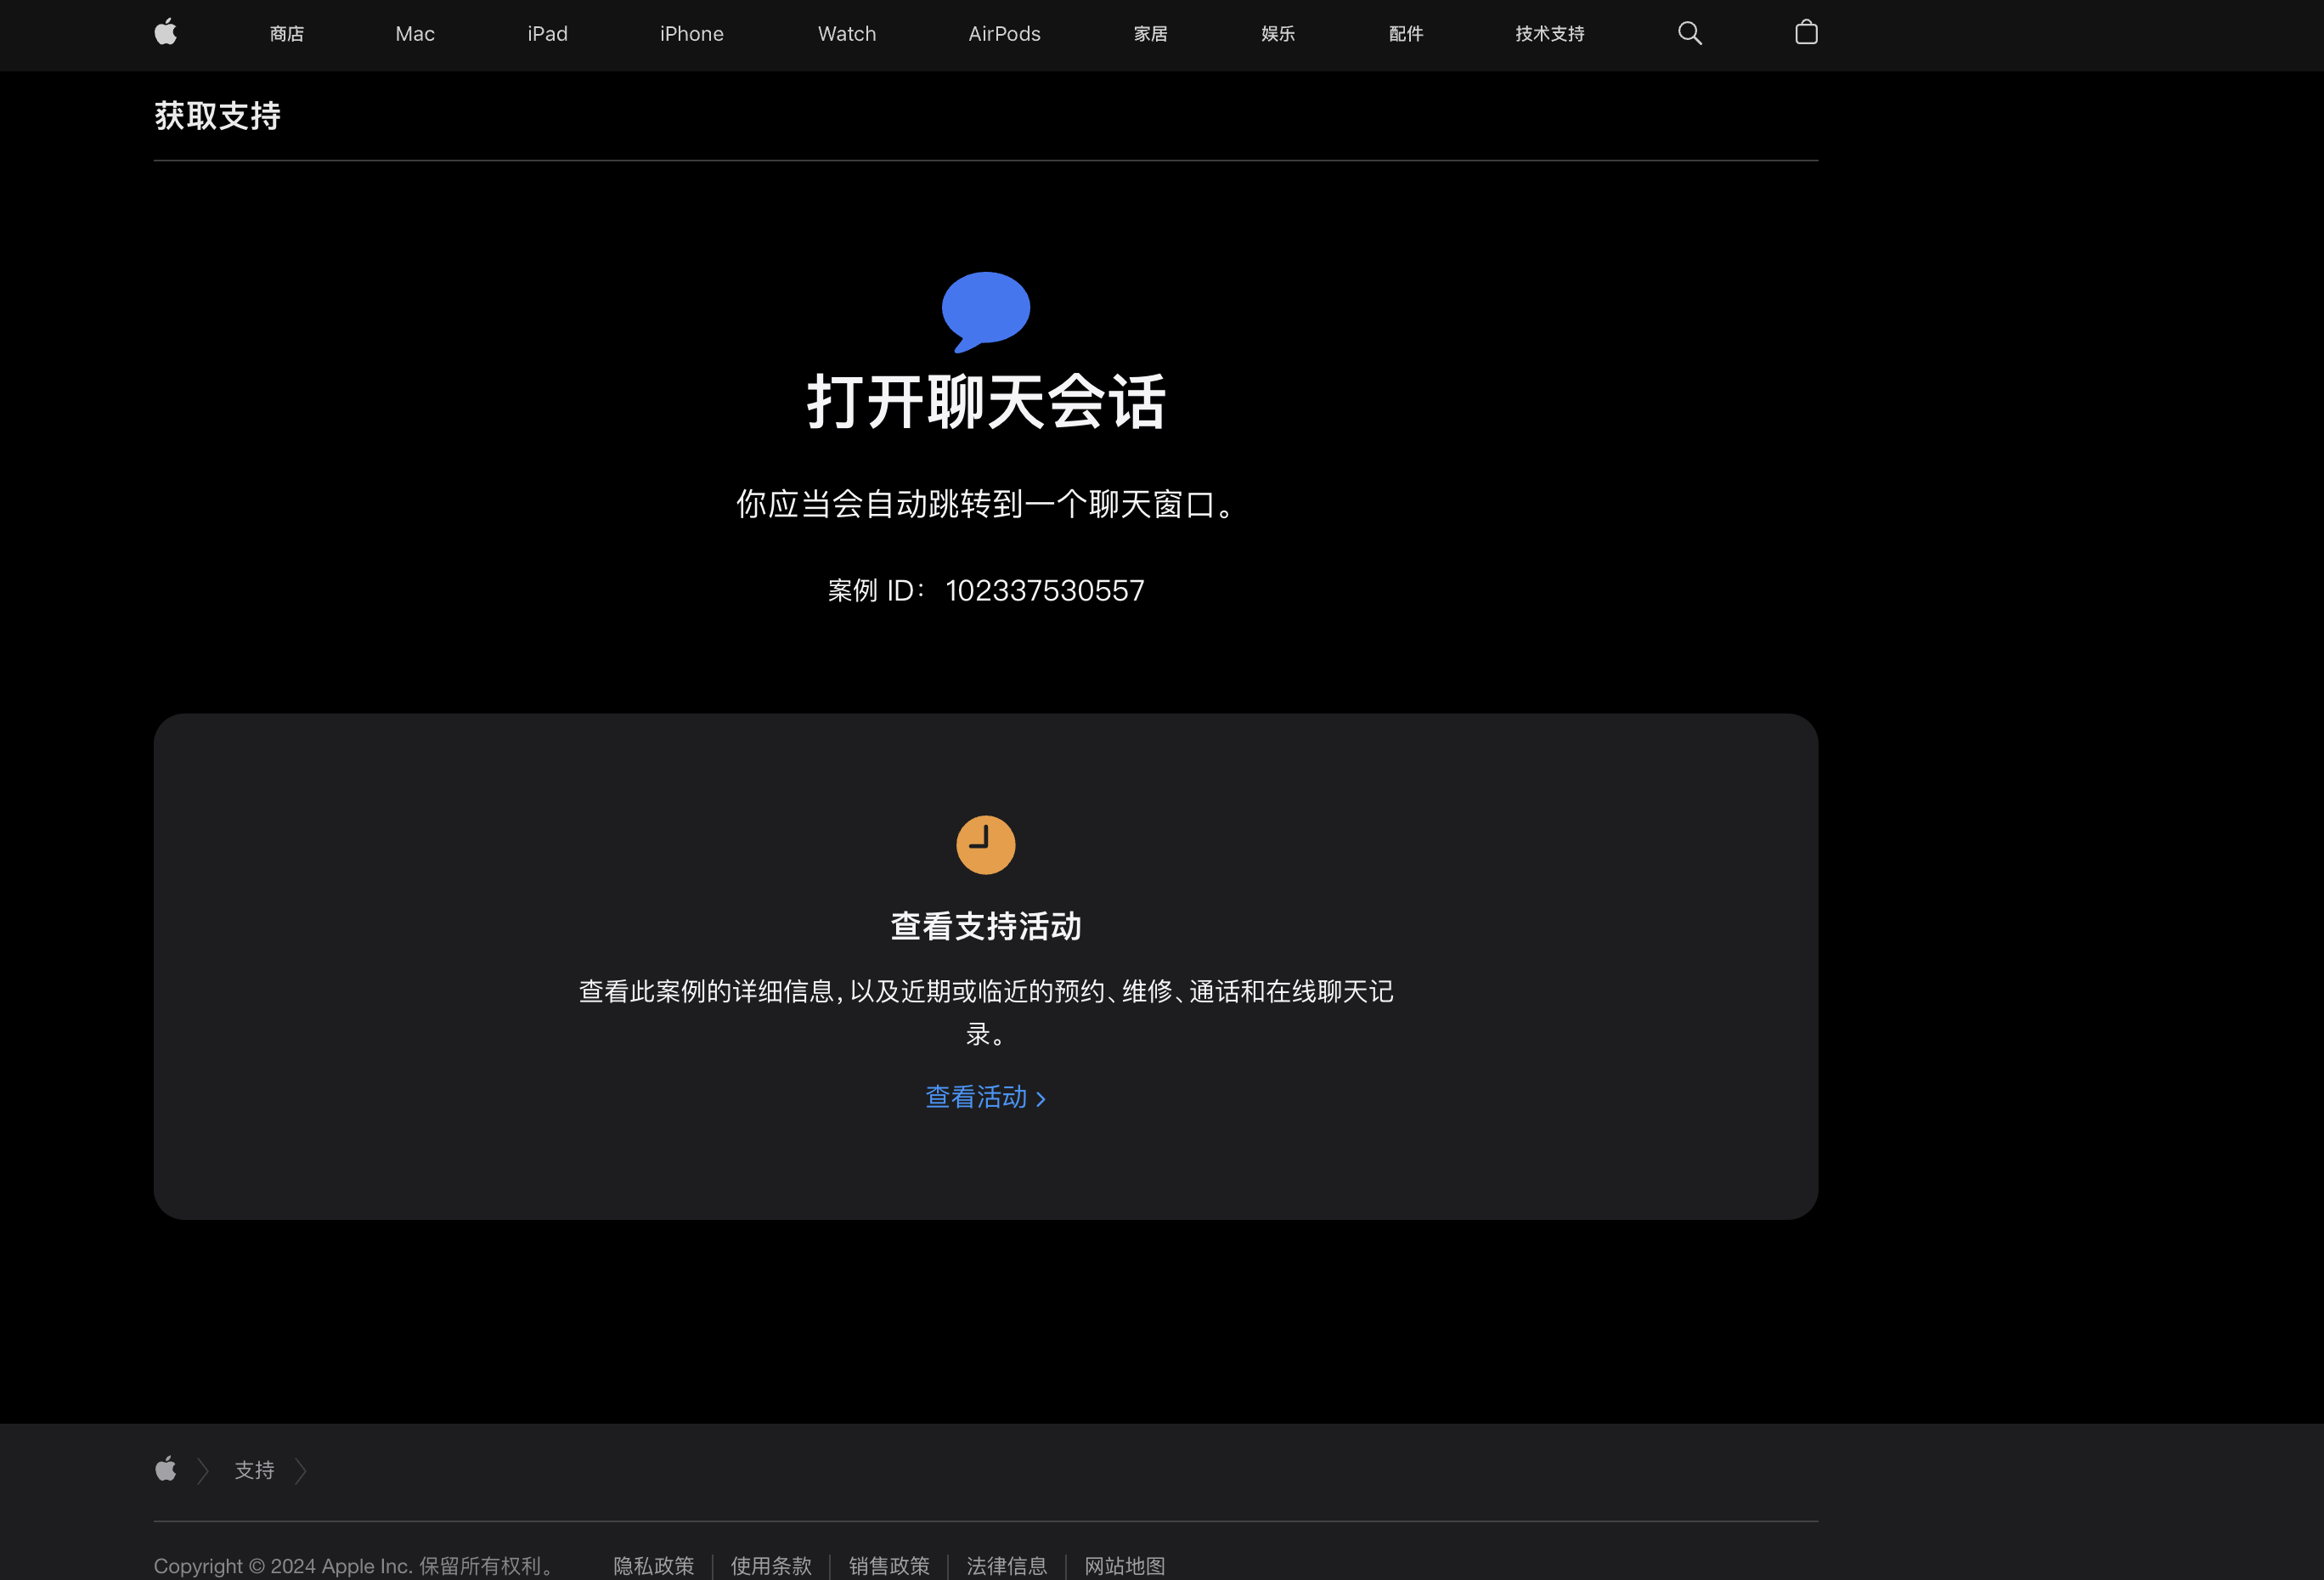 商店 Mac iPad iPhone Watch AirPods 家居 娱乐 配件 技术支持
获取支持
打开聊天会话
你应当会自动跳转到一个聊天窗口。
案例 ID： 102337530557
查看支持活动
查看此案例的详细信息，以及近期或临近的预约、维修、通话和在线聊天记
录。
查看活动
支持
Copyright © 2024 Apple Inc. 保留所有权利。 隐私政策 使用条款 销售政策 法律信息 网站地图